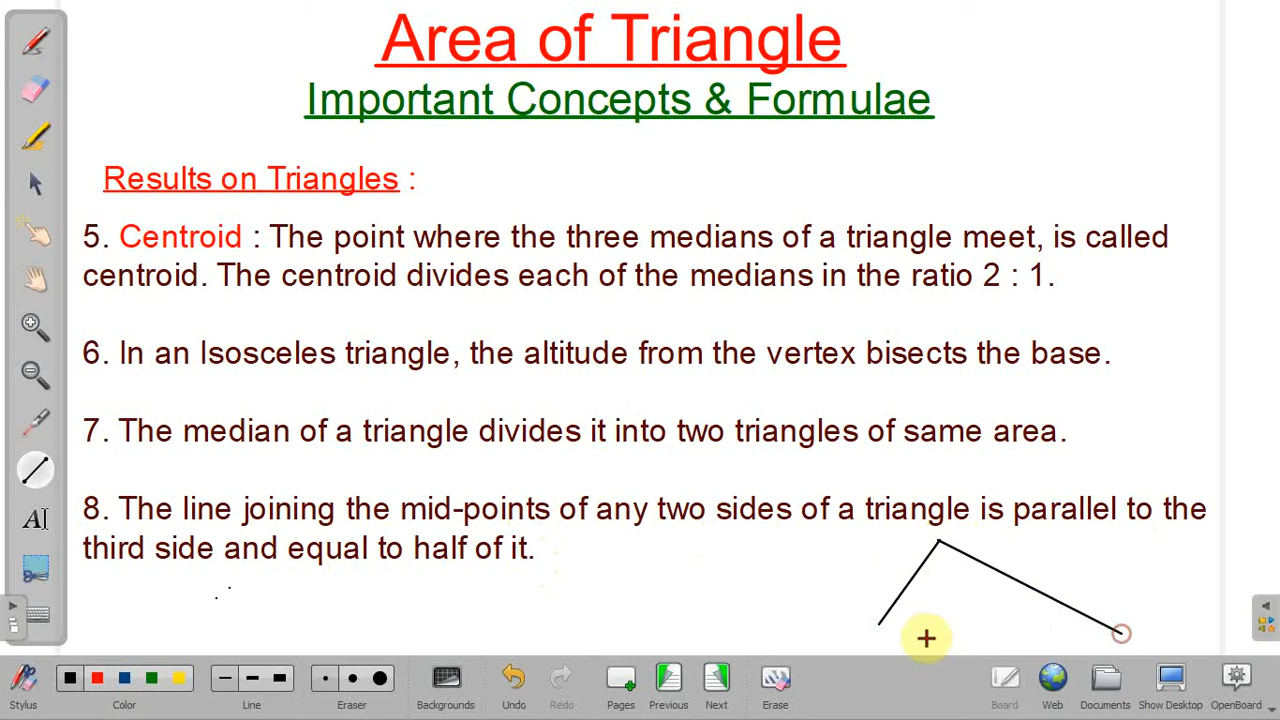 Area of Triangle
Important Concepts & Formulae
Results on Triangles :
5. Centroid : The point where the three medians of a triangle meet, is called
centroid. The centroid divides each of the medians in the ratio 2 : 1.
6. In an Isosceles triangle, the altitude from the vertex bisects the base.
7. The median of a triangle divides it into two triangles of same area.
8. The line joining the mid-points of any two sides of a triangle is parallel to the
third side and equal to half of it.
Stylus Color Line Eraser Backgrounds Undo Redo Pages Previous Next Erase Board Web Documents Show Desktop OpenBoard